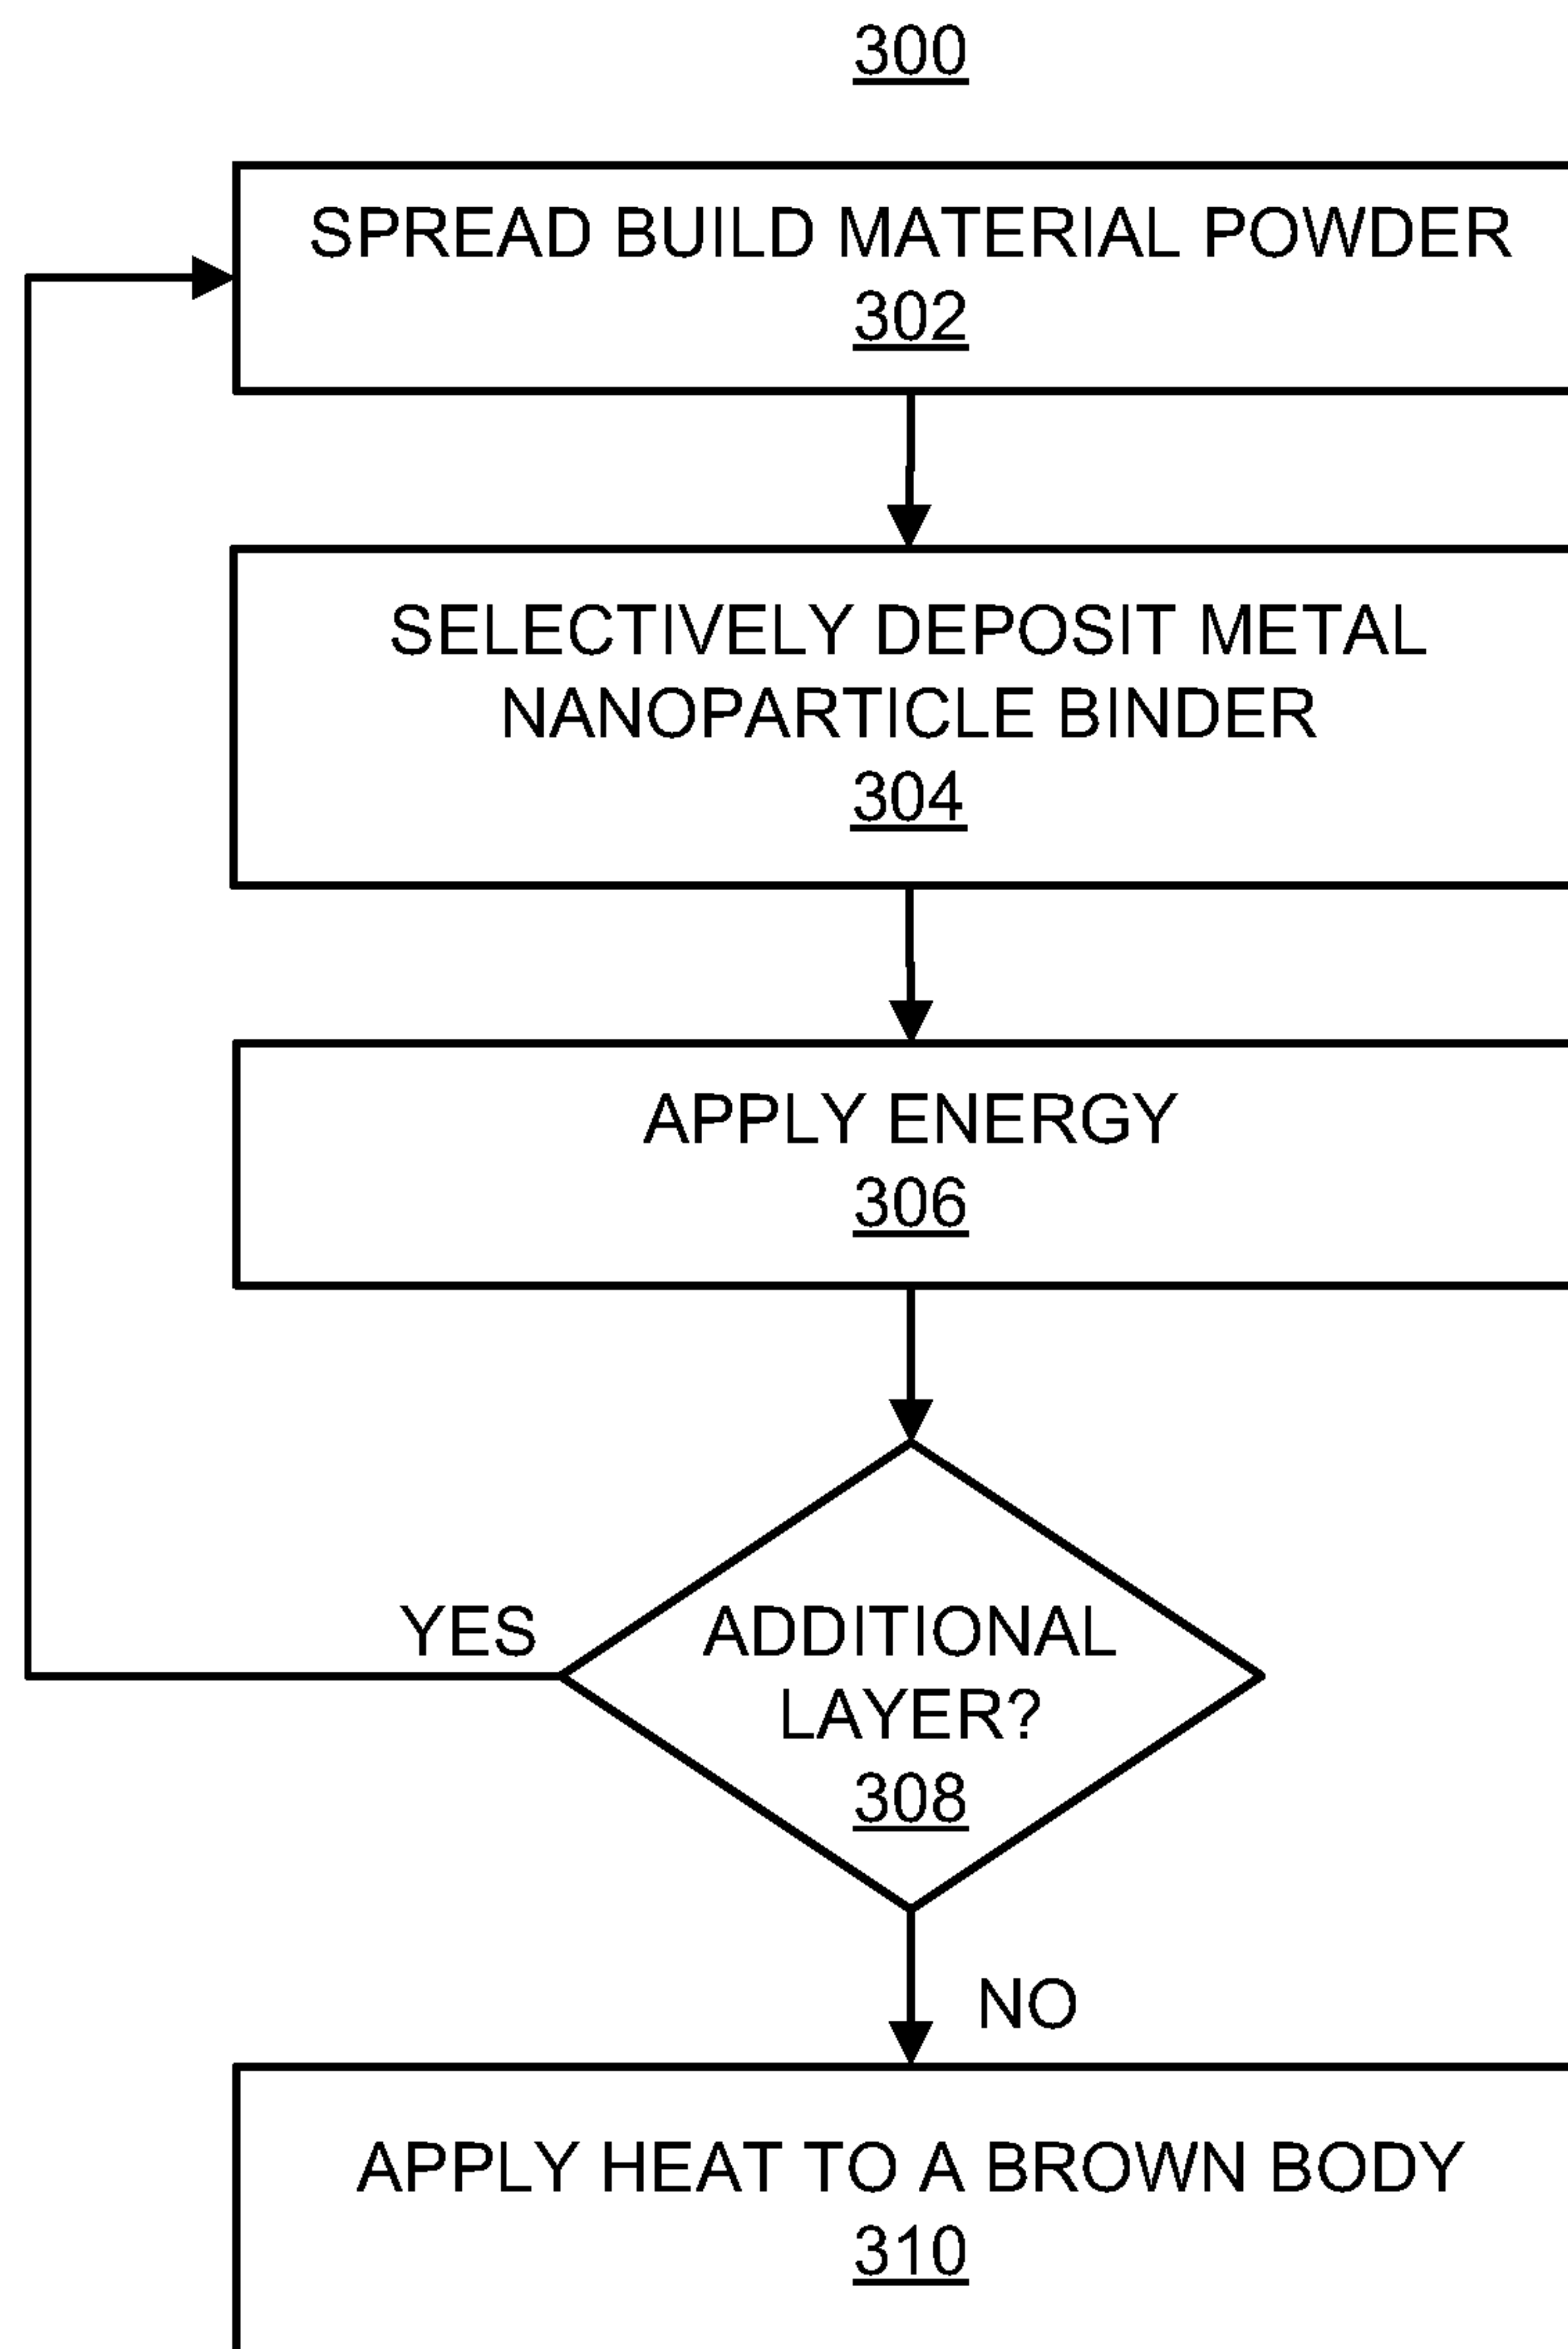 300
SPREAD BUILD MATERIAL POWDER
302
SELECTIVELY DEPOSIT METAL
NANOPARTICLE BINDER
304
APPLY ENERGY
306
YES
ADDITIONAL
LAYER?
308
NO
APPLY HEAT TO A BROWN BODY
310